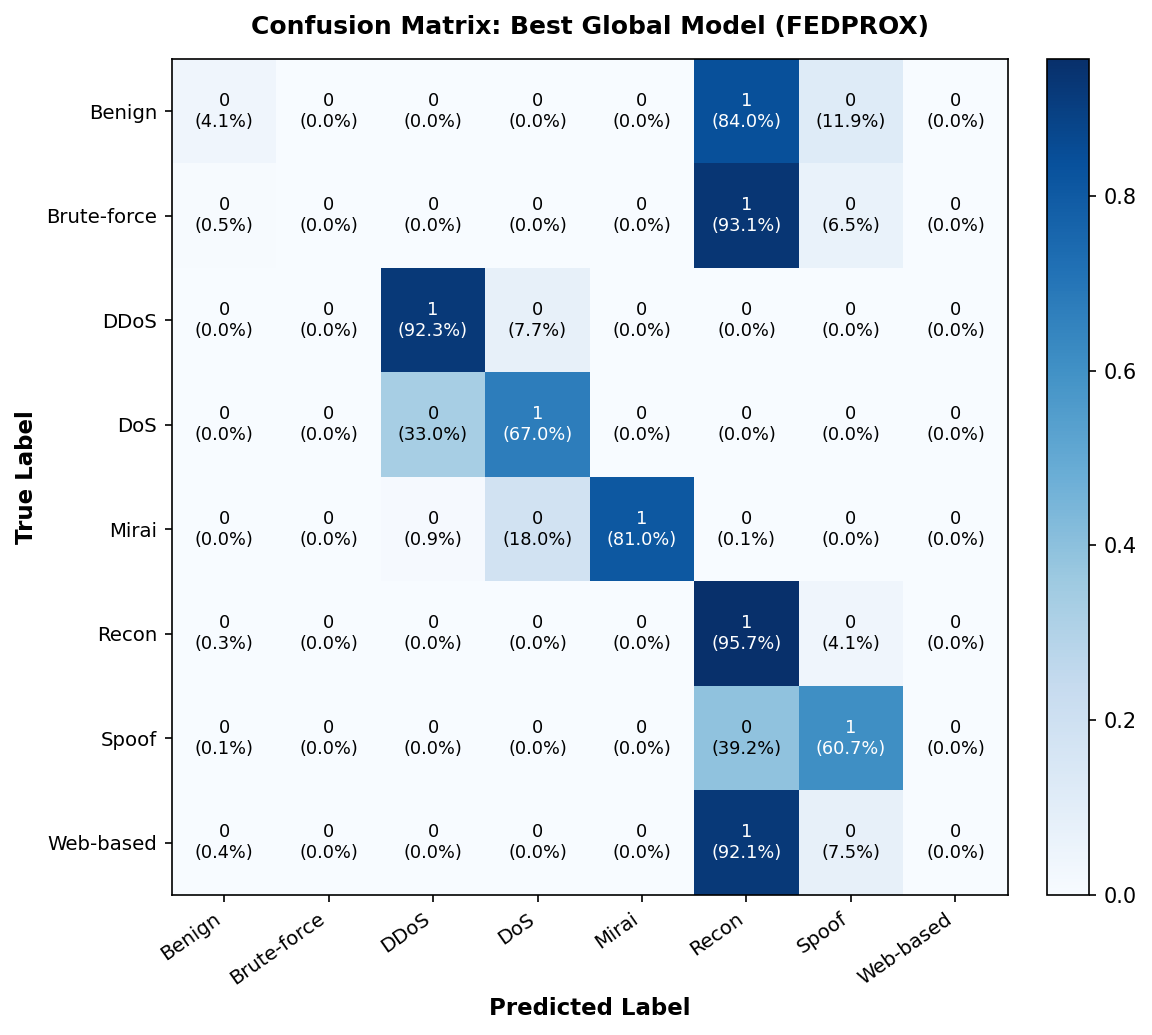 Confusion Matrix: Best Global Model (FEDPROX)
True Label
Benign 0 0 0 0 0 1 0 0
(4.1%) (0.0%) (0.0%) (0.0%) (0.0%) (84.0%) (11.9%) (0.0%)
Brute-force 0 0 0 0 0 1 0 0
(0.5%) (0.0%) (0.0%) (0.0%) (0.0%) (93.1%) (6.5%) (0.0%)
DDoS 0 0 1 0 0 0 0 0
(0.0%) (0.0%) (92.3%) (7.7%) (0.0%) (0.0%) (0.0%) (0.0%)
DoS 0 0 0 1 0 0 0 0
(0.0%) (0.0%) (33.0%) (67.0%) (0.0%) (0.0%) (0.0%) (0.0%)
Mirai 0 0 0 0 1 0 0 0
(0.0%) (0.0%) (0.9%) (18.0%) (81.0%) (0.1%) (0.0%) (0.0%)
Recon 0 0 0 0 0 1 0 0
(0.3%) (0.0%) (0.0%) (0.0%) (0.0%) (95.7%) (4.1%) (0.0%)
Spoof 0 0 0 0 0 0 1 0
(0.1%) (0.0%) (0.0%) (0.0%) (0.0%) (39.2%) (60.7%) (0.0%)
Web-based 0 0 0 0 0 1 0 0
(0.4%) (0.0%) (0.0%) (0.0%) (0.0%) (92.1%) (7.5%) (0.0%)
Benign Brute-force DDoS DoS Mirai Recon Spoof Web-based
Predicted Label
0.8
0.6
0.4
0.2
0.0